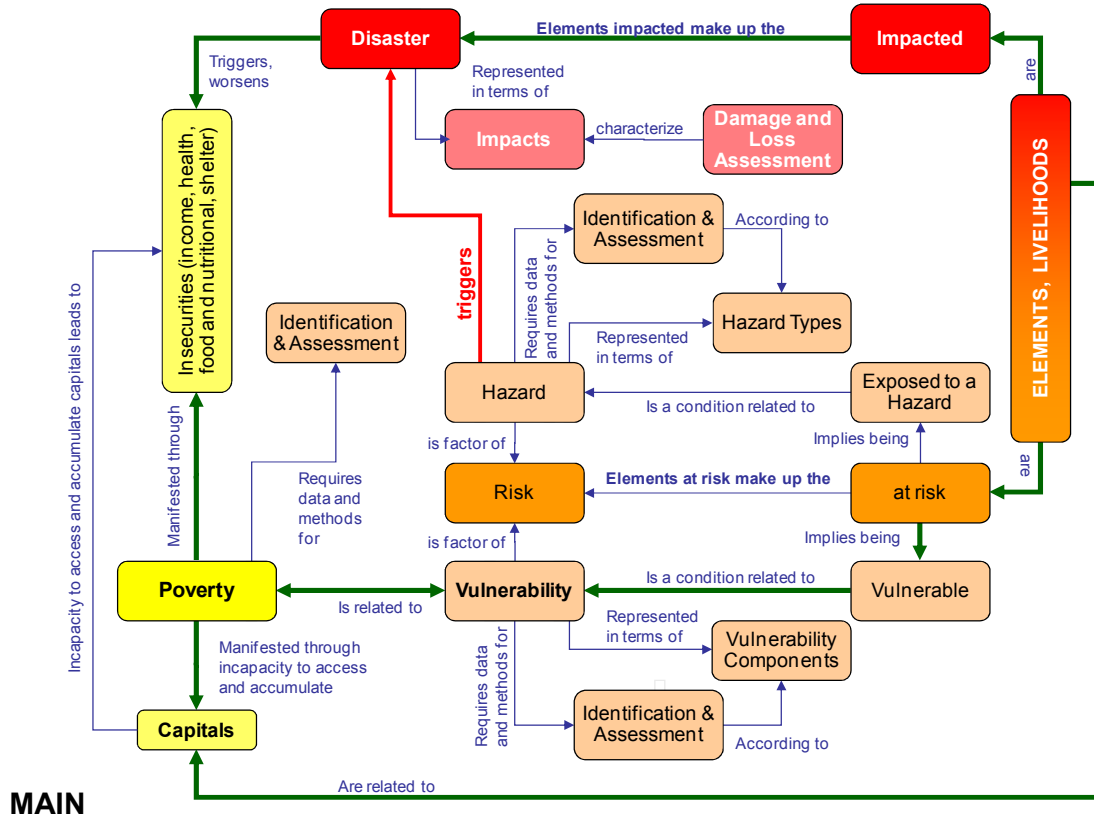 Disaster
Elements impacted make up the
Impacted
are
Triggers,
worsens
Represented
in terms of
Impacts
characterize
Damage and
Loss
Assessment
ELEMENTS, LIVELIHOODS
Insecurities (income, health,
food and nutritional, shelter)
Identification &
Assessment
According to
Requires data
and methods for
triggers
Hazard Types
Represented
in terms of
Identification
& Assessment
Hazard
Exposed to a
Hazard
Is a condition related to
Implies being
is factor of
are
Incapacity to access and accumulate capitals leads to
Manifested through
Requires
data and
methods
for
Risk
Elements at risk make up the
at risk
is factor of
Implies being
Poverty
Is related to
Vulnerability
Is a condition related to
Vulnerable
Represented
in terms of
Vulnerability
Components
Manifested through
incapacity to access
and accumulate
Requires data
and methods for
Identification &
Assessment
According to
Capitals
Are related to
MAIN